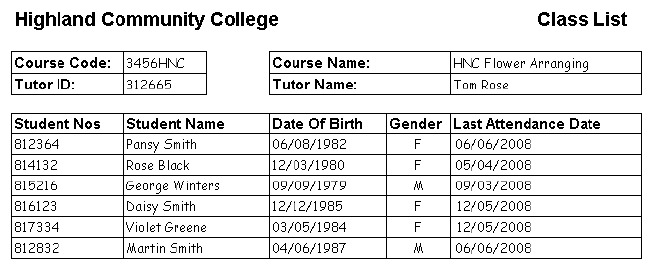 Highland Community College Class List
Course Code: 3456HNC Course Name: HNC Flower Arranging
Tutor ID: 312665 Tutor Name: Tom Rose
Student Nos Student Name Date Of Birth Gender Last Attendance Date
812364 Pansy Smith 06/08/1982 F 06/06/2008
814132 Rose Black 12/03/1980 F 05/04/2008
815216 George Winters 09/09/1979 M 09/03/2008
816123 Daisy Smith 12/12/1985 F 12/05/2008
817334 Violet Greene 03/05/1984 F 12/05/2008
812832 Martin Smith 04/06/1987 M 06/06/2008